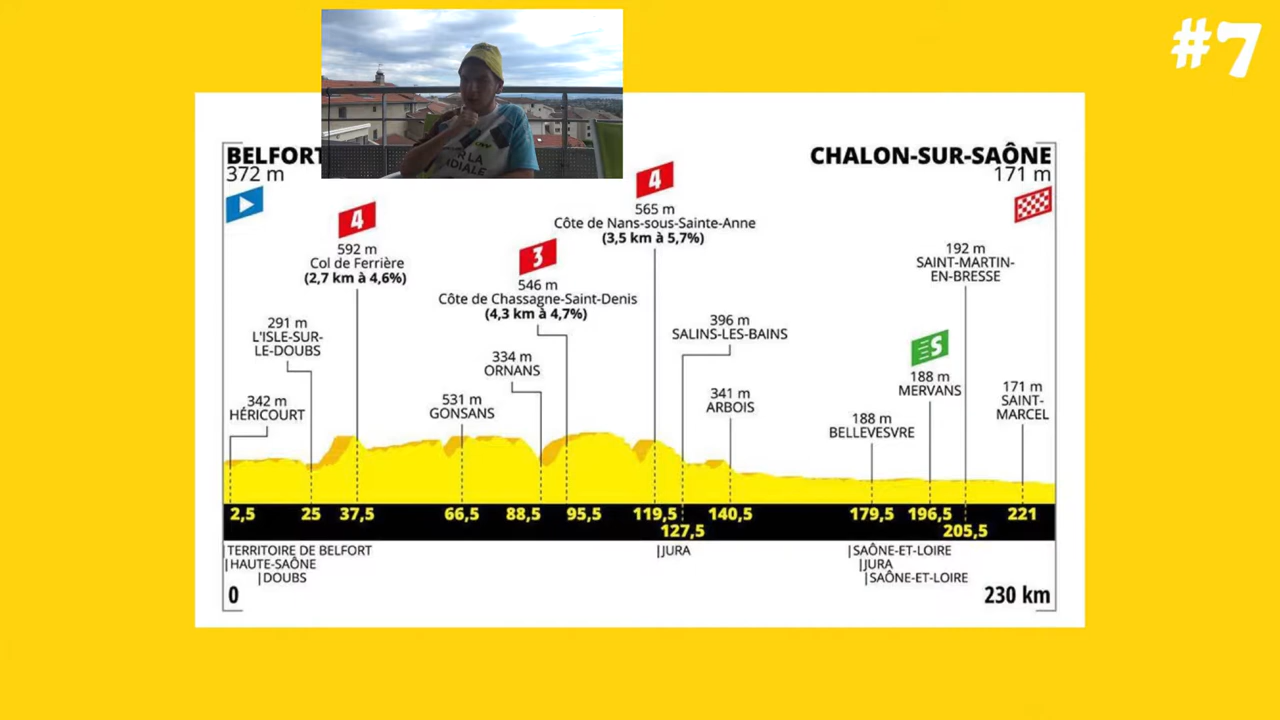 #7
BELFORT
372 m
CHALON-SUR-SAÔNE
171 m
4
592 m
Col de Ferrière
(2,7 km à 4,6%)
3
546 m
Côte de Chassagne-Saint-Denis
(4,3 km à 4,7%)
4
565 m
Côte de Nans-sous-Sainte-Anne
(3,5 km à 5,7%)
192 m
SAINT-MARTIN-
EN-BRESSE
291 m
L'ISLE-SUR-
LE-DOUBS
334 m
ORNANS
396 m
SALINS-LES-BAINS
S
188 m
MERVANS
342 m
HÉRICOURT
531 m
GONSANS
341 m
ARBOIS
188 m
BELLEVESVRE
171 m
SAINT-
MARCEL
2,5 25 37,5 66,5 88,5 95,5 119,5 127,5 140,5 179,5 196,5 205,5 221
TERRITOIRE DE BELFORT
HAUTE-SAÔNE
DOUBS
JURA
SAÔNE-ET-LOIRE
JURA
SAÔNE-ET-LOIRE
0
230 km